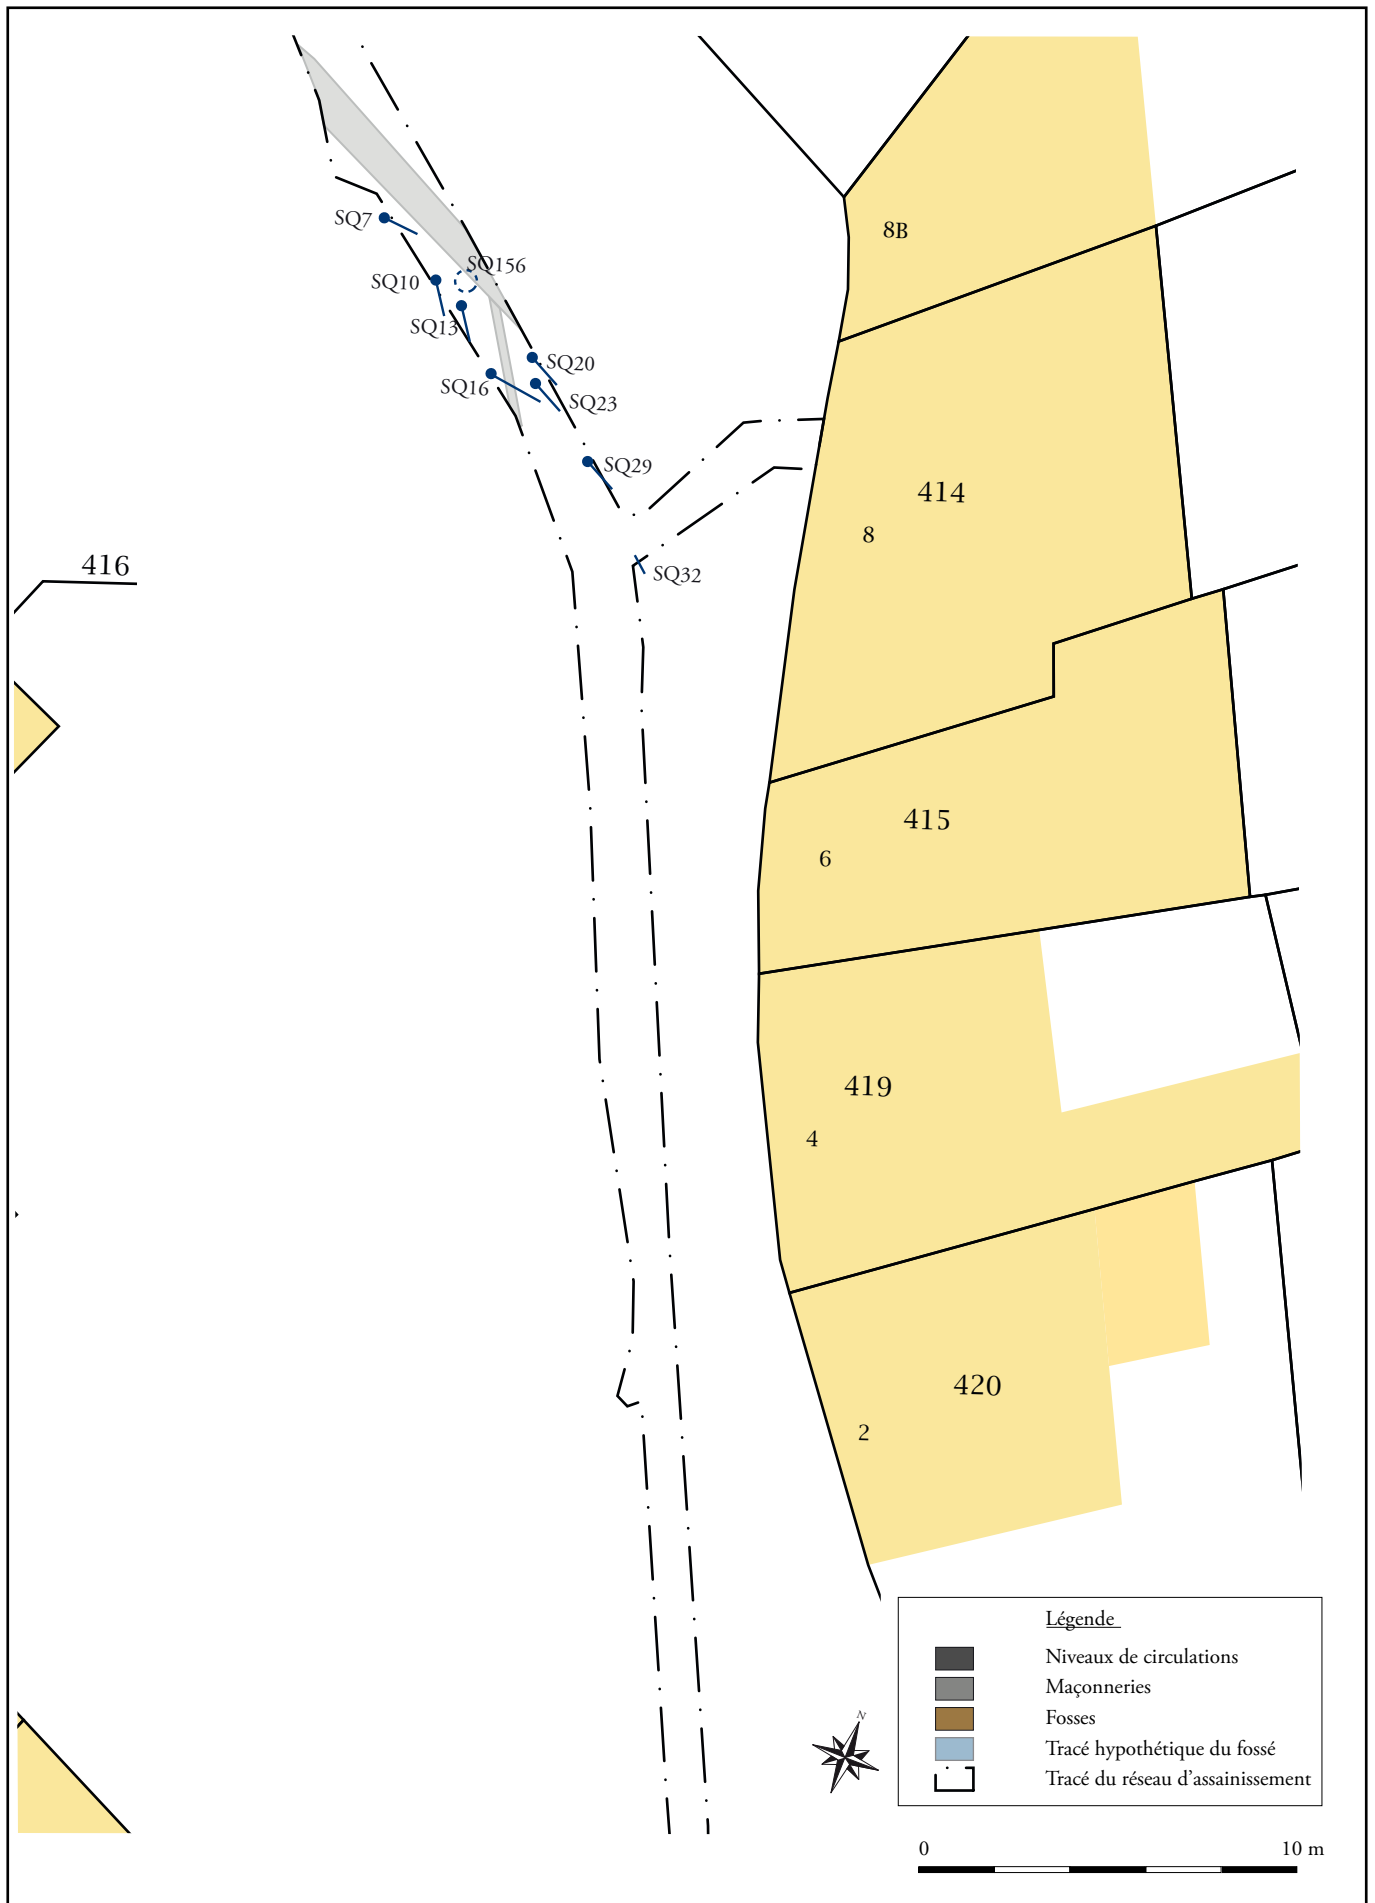 8B
SQ7
SQ156
SQ10
SQ13
SQ20
SQ16
SQ23
SQ29
414
8
416
SQ32
415
6
419
4
420
2
Légende
Niveaux de circulations
Maçonneries
Fosses
Tracé hypothétique du fossé
Tracé du réseau d'assainissement
N
0 10 m